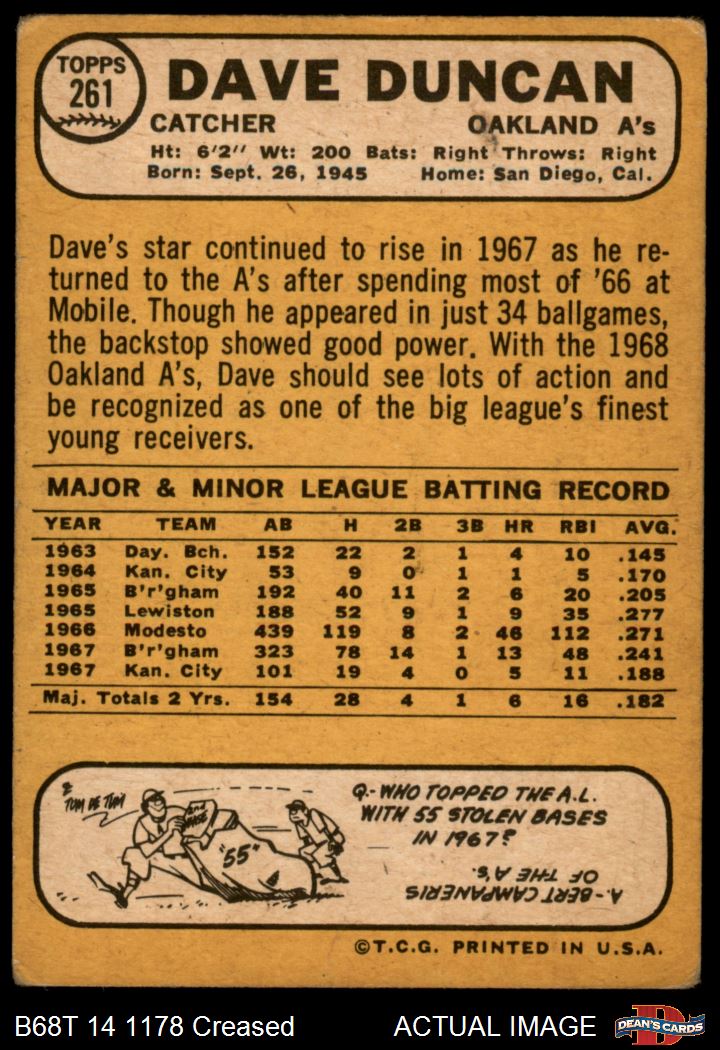 TOPPS
261
DAVE DUNCAN
CATCHER OAKLAND A's
Ht: 6'2" Wt: 200 Bats: Right Throws: Right
Born: Sept. 26, 1945 Home: San Diego, Cal.
Dave's star continued to rise in 1967 as he re-
turned to the A's after spending most of '66 at
Mobile. Though he appeared in just 34 ballgames,
the backstop showed good power. With the 1968
Oakland A's, Dave should see lots of action and
be recognized as one of the big league's finest
young receivers.
MAJOR & MINOR LEAGUE BATTING RECORD
YEAR TEAM AB H 2B 3B HR RBI AVG.
1963 Day. Bch. 152 22 2 1 4 10 .145
1964 Kan. City 53 9 0 1 1 5 .170
1965 B'r'gham 192 40 11 2 6 20 .205
1965 Lewiston 188 52 9 1 9 35 .277
1966 Modesto 439 119 8 2 46 112 .271
1967 B'r'gham 323 78 14 1 13 48 .241
1967 Kan. City 101 19 4 0 5 11 .188
Maj. Totals 2 Yrs. 154 28 4 1 6 16 .182
2nd
BASE
"55"
Q.-WHO TOPPED THE A.L.
WITH 55 STOLEN BASES
IN 1967?
A.-BERT CAMPANERIS
OF THE A's.
©T.C.G. PRINTED IN U.S.A.
B68T 14 1178 Creased ACTUAL IMAGE
D
DEAN'S CARDS